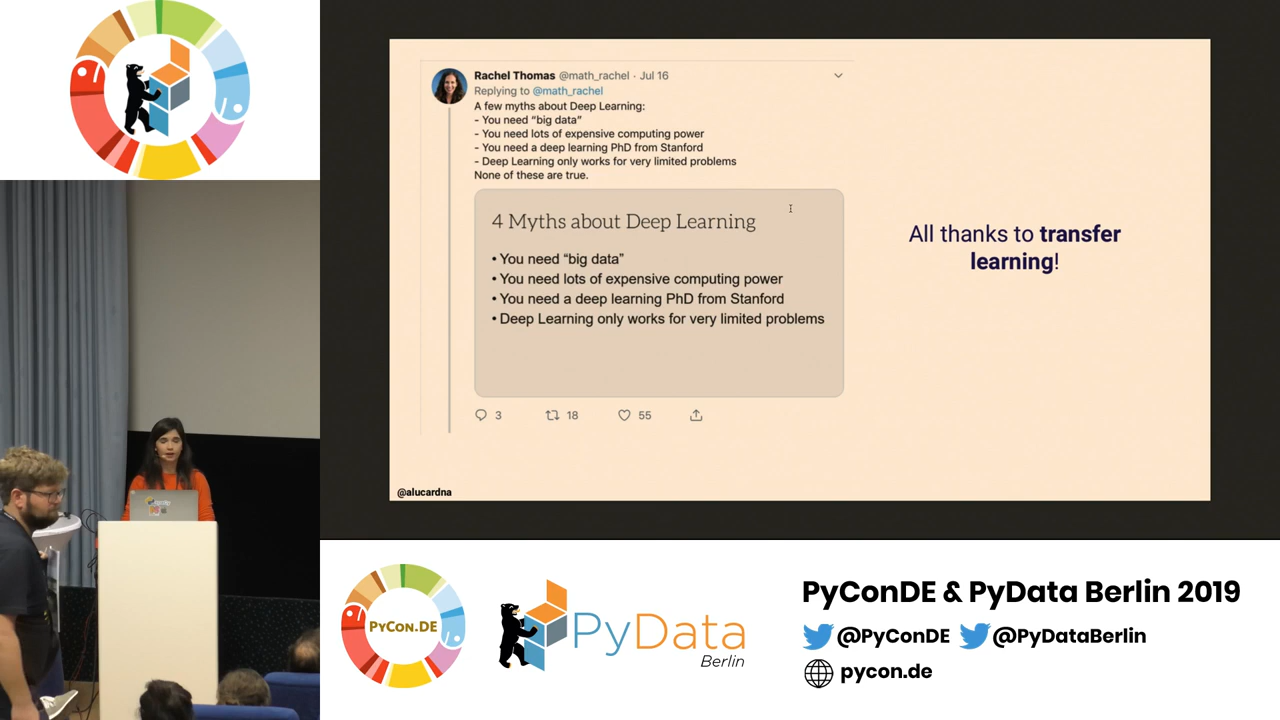 Rachel Thomas @math_rachel · Jul 16
Replying to @math_rachel
A few myths about Deep Learning:
- You need “big data”
- You need lots of expensive computing power
- You need a deep learning PhD from Stanford
- Deep Learning only works for very limited problems
None of these are true.
4 Myths about Deep Learning
• You need “big data”
• You need lots of expensive computing power
• You need a deep learning PhD from Stanford
• Deep Learning only works for very limited problems
3 18 55
All thanks to transfer
learning!
@alucardna
PyCon.DE
PyData
Berlin
PyConDE & PyData Berlin 2019
@PyConDE @PyDataBerlin
pycon.de